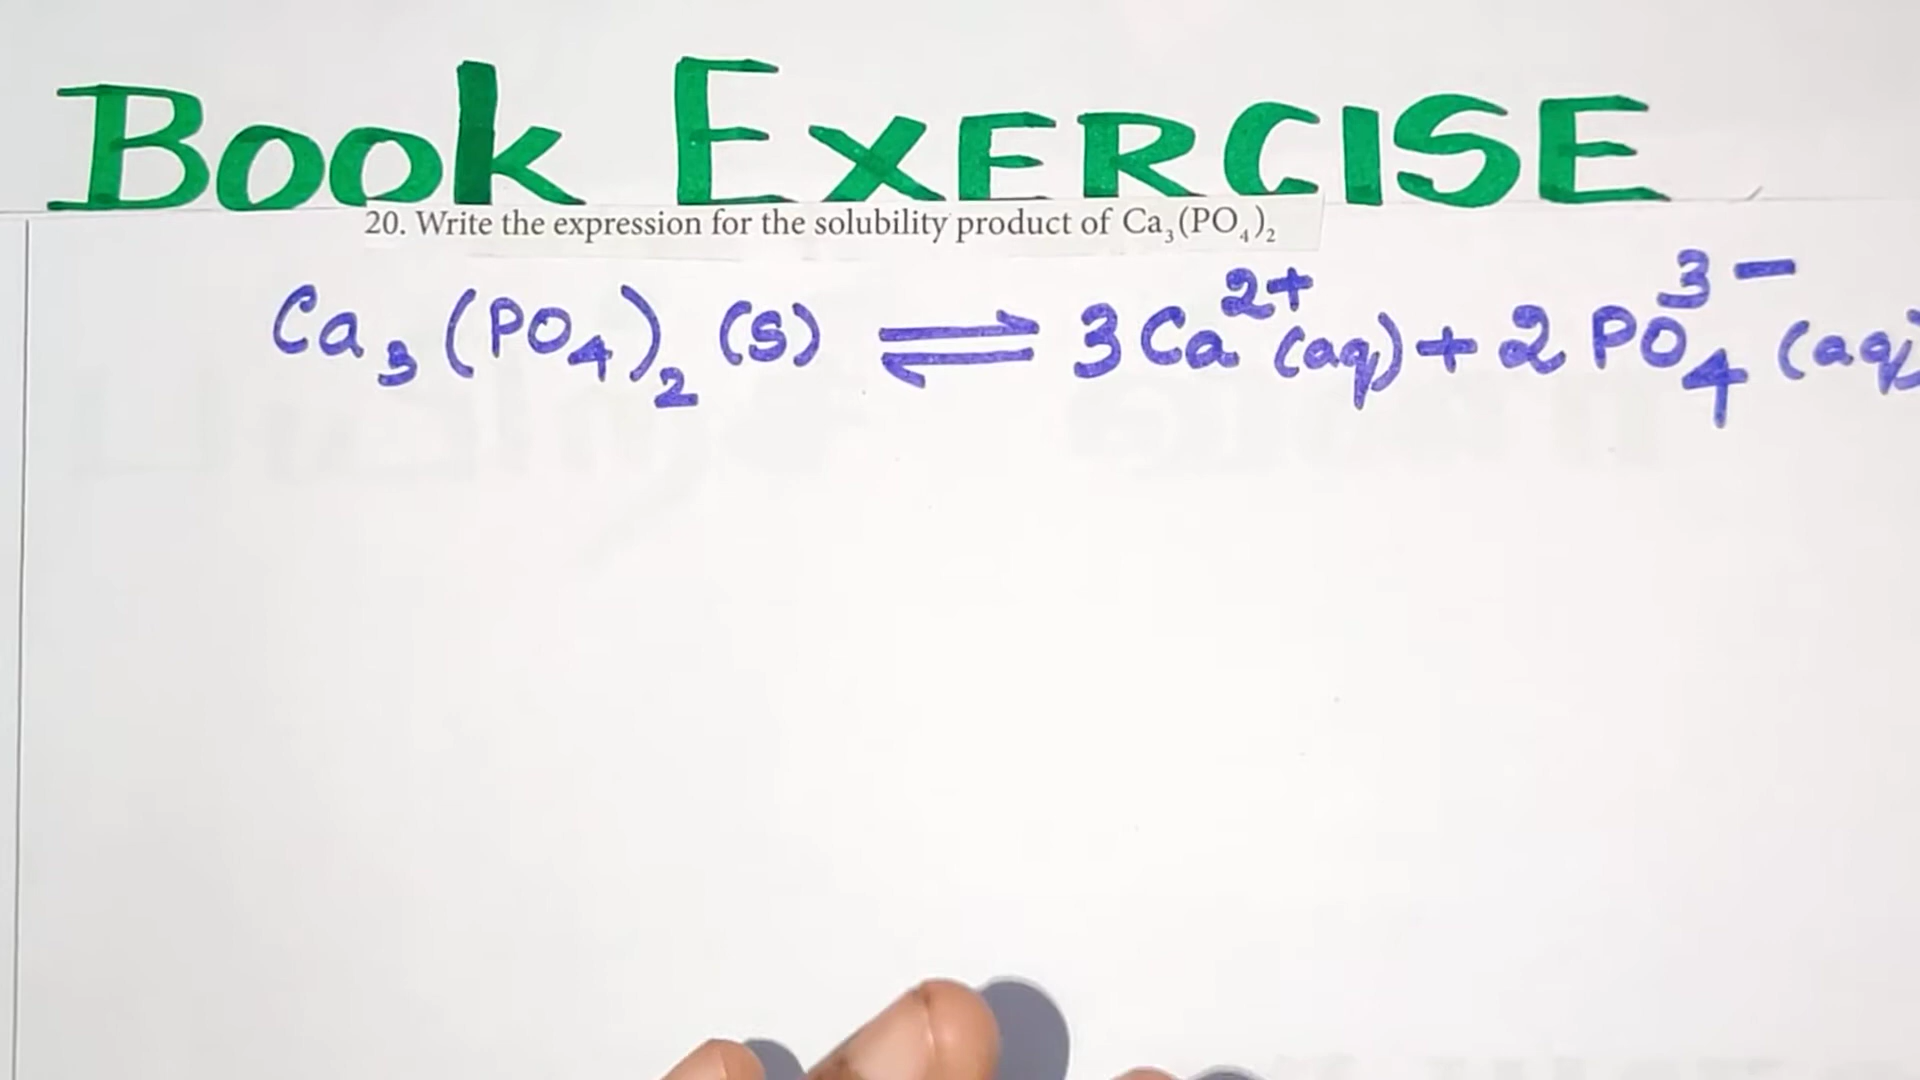 Book EXERCISE
20. Write the expression for the solubility product of Ca₃(PO₄)₂
Ca₃(PO₄)₂ (s) ⇌ 3Ca²⁺(aq) + 2PO₄³⁻(aq)